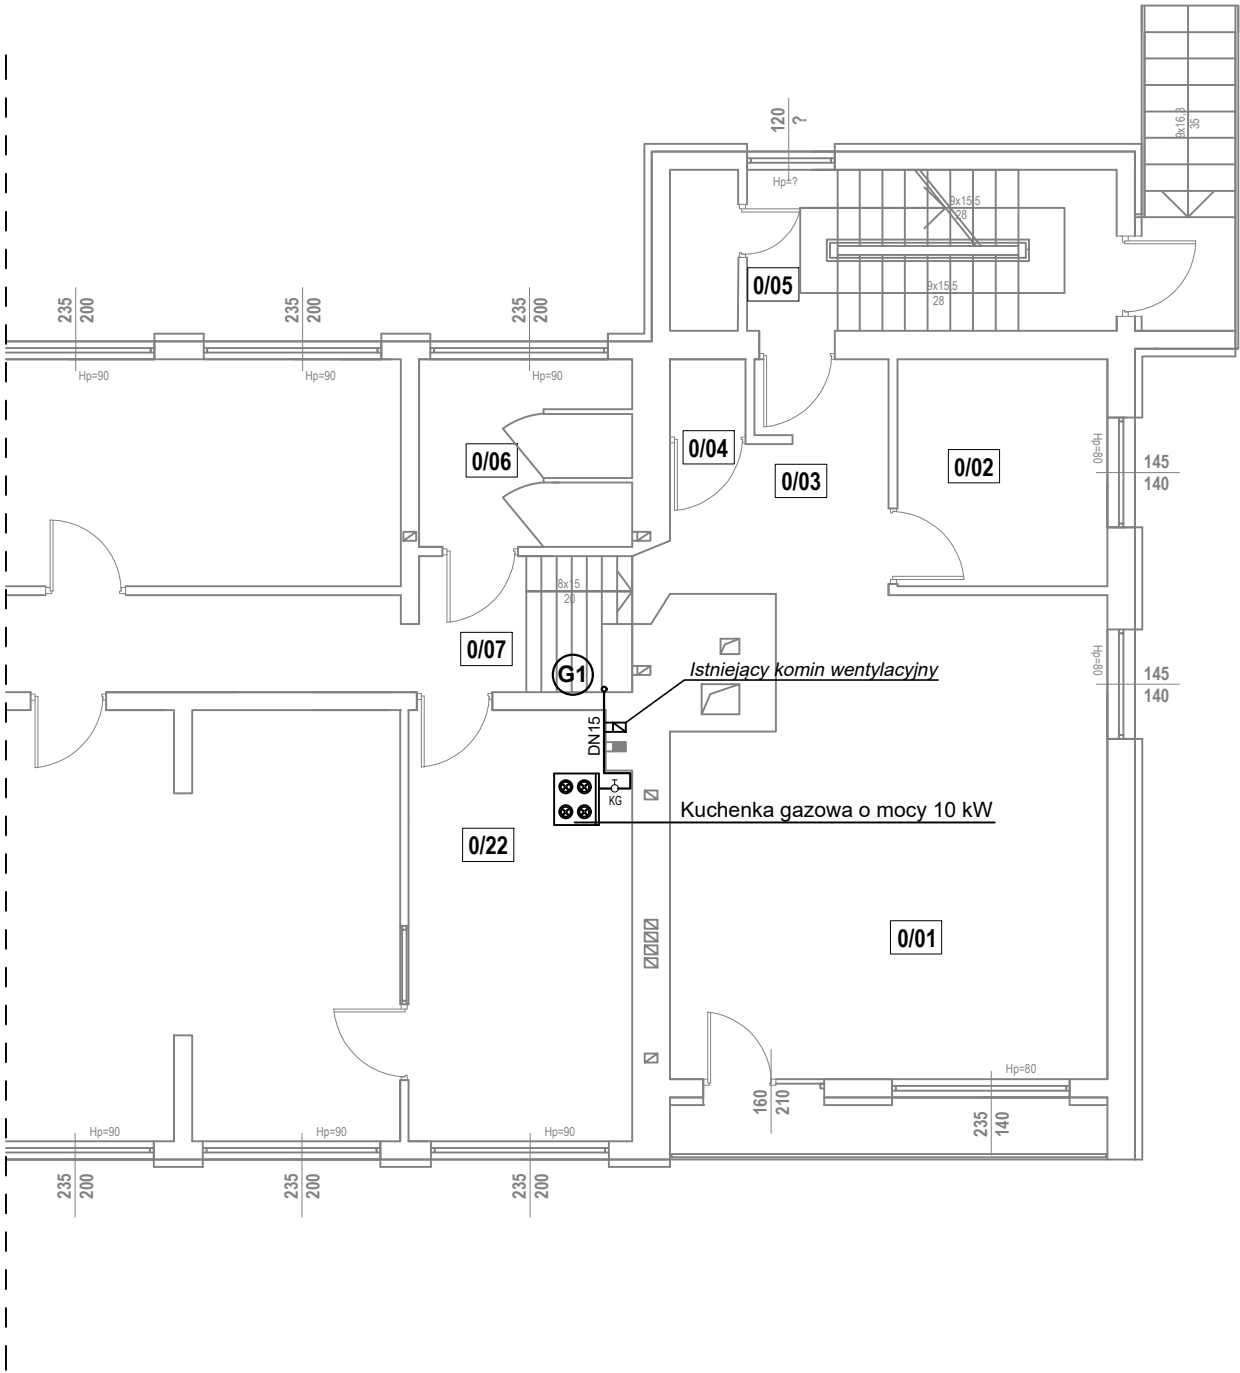 9x16,3
35
120
?
Hp=?
9x15,5
28
0/05
9x15,5
28
235
200
235
200
235
200
Hp=90
Hp=90
Hp=90
0/06
0/04
0/03
0/02
Hp=80
145
140
8x15
20
0/07
G1
Istniejący komin wentylacyjny
Hp=80
145
140
DN15
KG
Kuchenka gazowa o mocy 10 kW
0/22
0/01
Hp=80
160
210
235
140
Hp=90
Hp=90
Hp=90
235
200
235
200
235
200